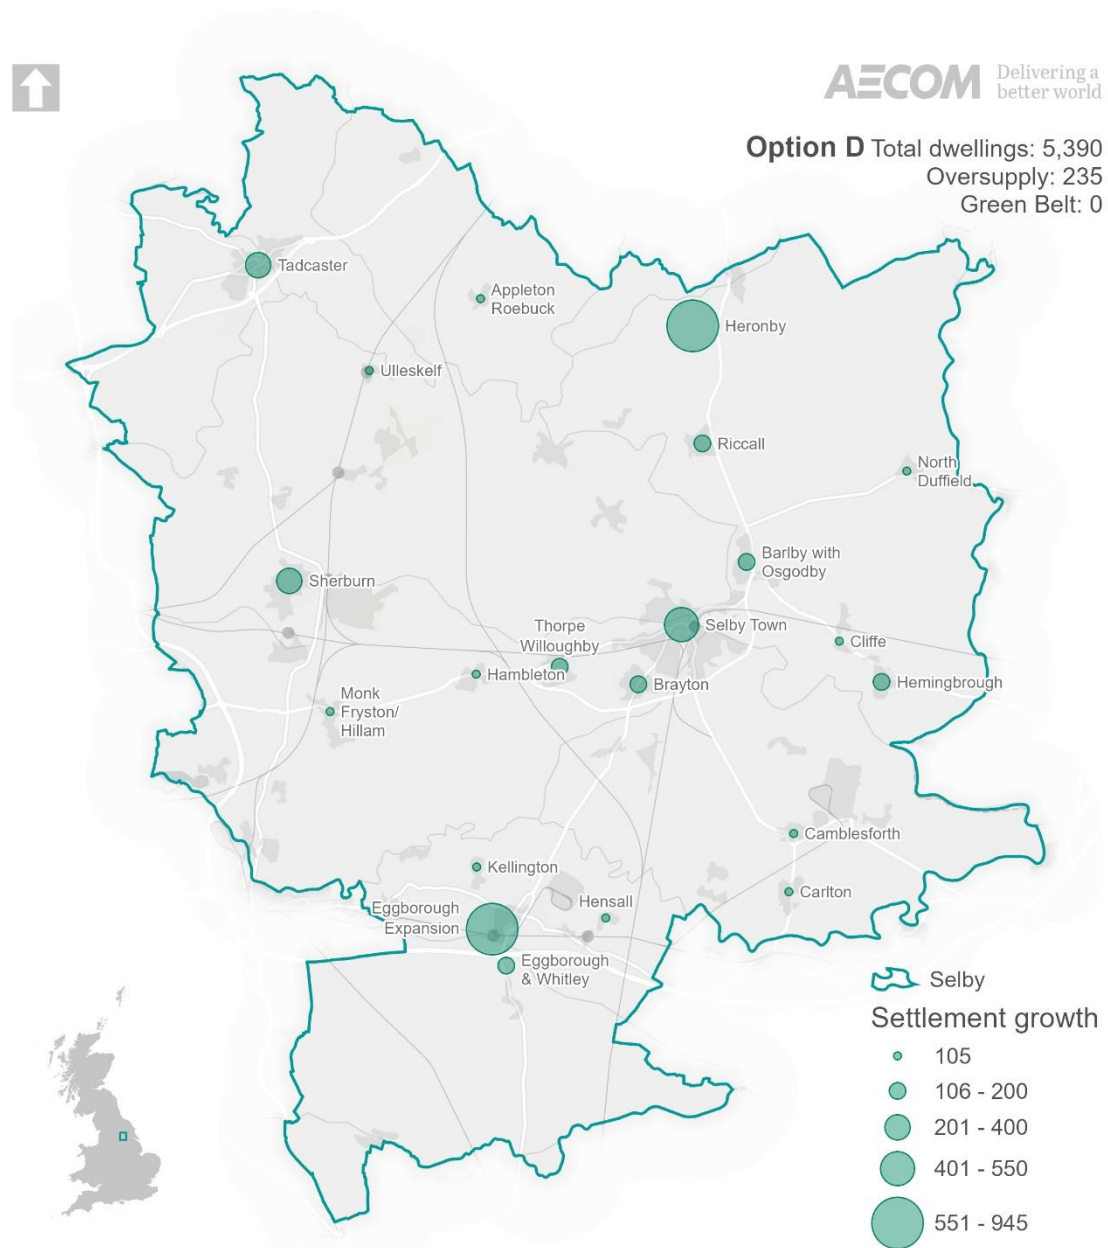 AECOM
Delivering a
better world
Option D Total dwellings: 5,390
Oversupply: 235
Green Belt: 0
Tadcaster
Appleton
Roebuck
Heronby
Ulleskelf
Riccall
North
Duffield
Barlby with
Osgodby
Sherburn
Selby Town
Thorpe
Willoughby
Cliffe
Hambleton
Brayton
Hemingbrough
Monk
Fryston/
Hillam
Camblesforth
Kellington
Carlton
Hensall
Eggborough
Expansion
Eggborough
& Whitley
Selby
Settlement growth
105
106 - 200
201 - 400
401 - 550
551 - 945